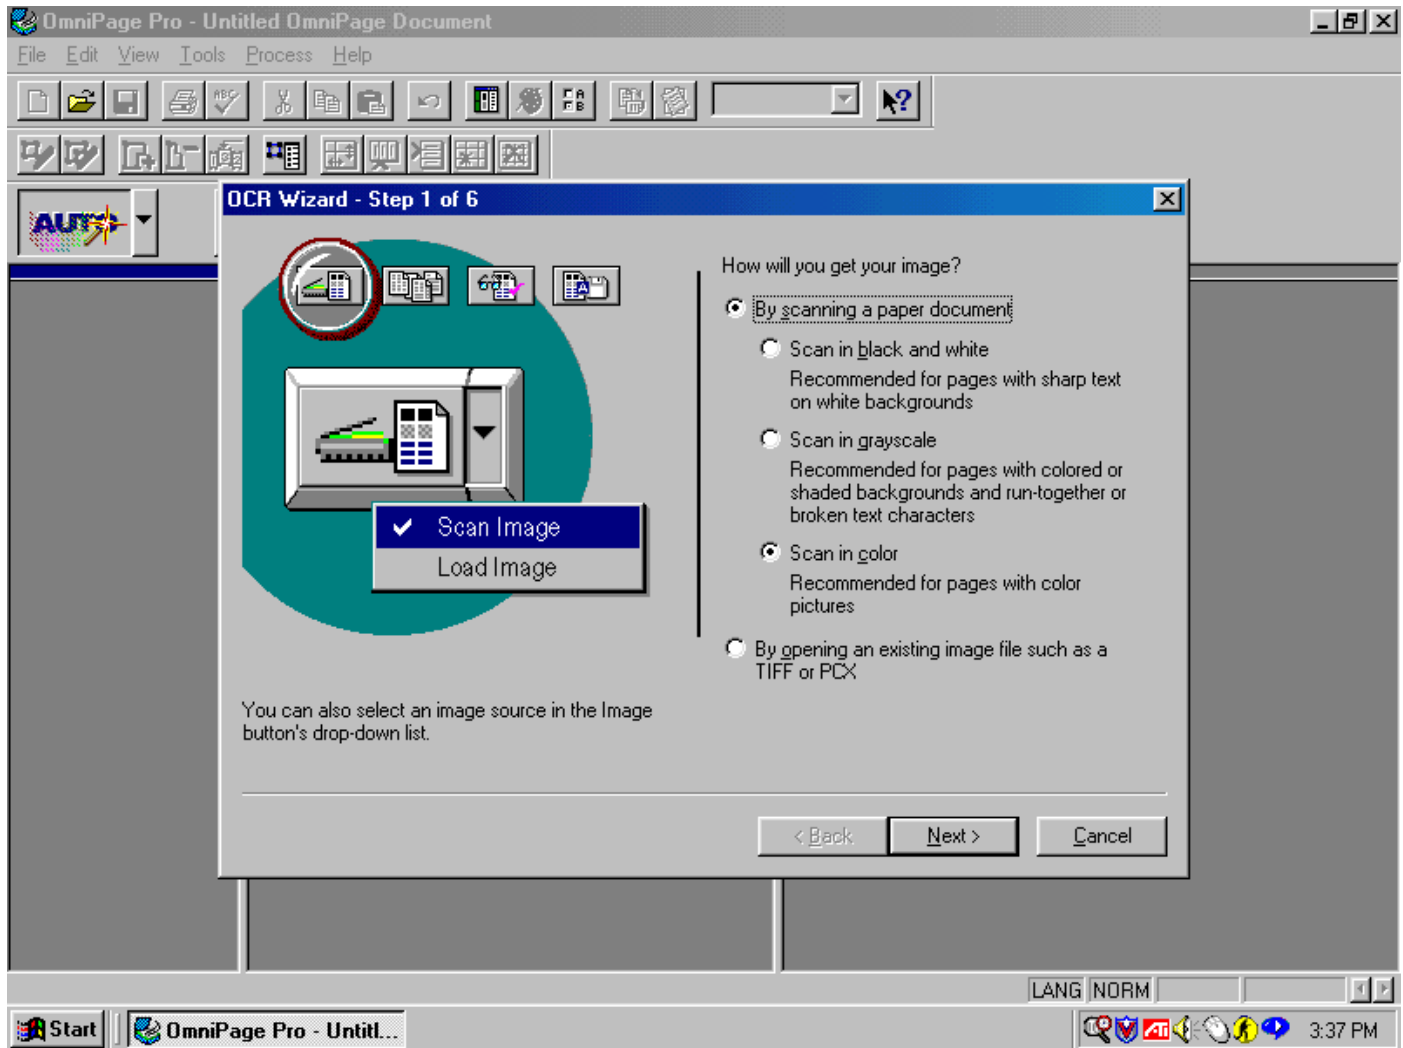 OmniPage Pro - Untitled OmniPage Document
File Edit View Tools Process Help
ABC
AUTO
OCR Wizard - Step 1 of 6
How will you get your image?
By scanning a paper document
Scan in black and white
Recommended for pages with sharp text
on white backgrounds
Scan in grayscale
Recommended for pages with colored or
shaded backgrounds and run-together or
broken text characters
Scan in color
Recommended for pages with color
pictures
By opening an existing image file such as a
TIFF or PCX
Scan Image
Load Image
You can also select an image source in the Image
button's drop-down list.
< Back Next > Cancel
LANG NORM
Start OmniPage Pro - Untitl... ATI 3:37 PM